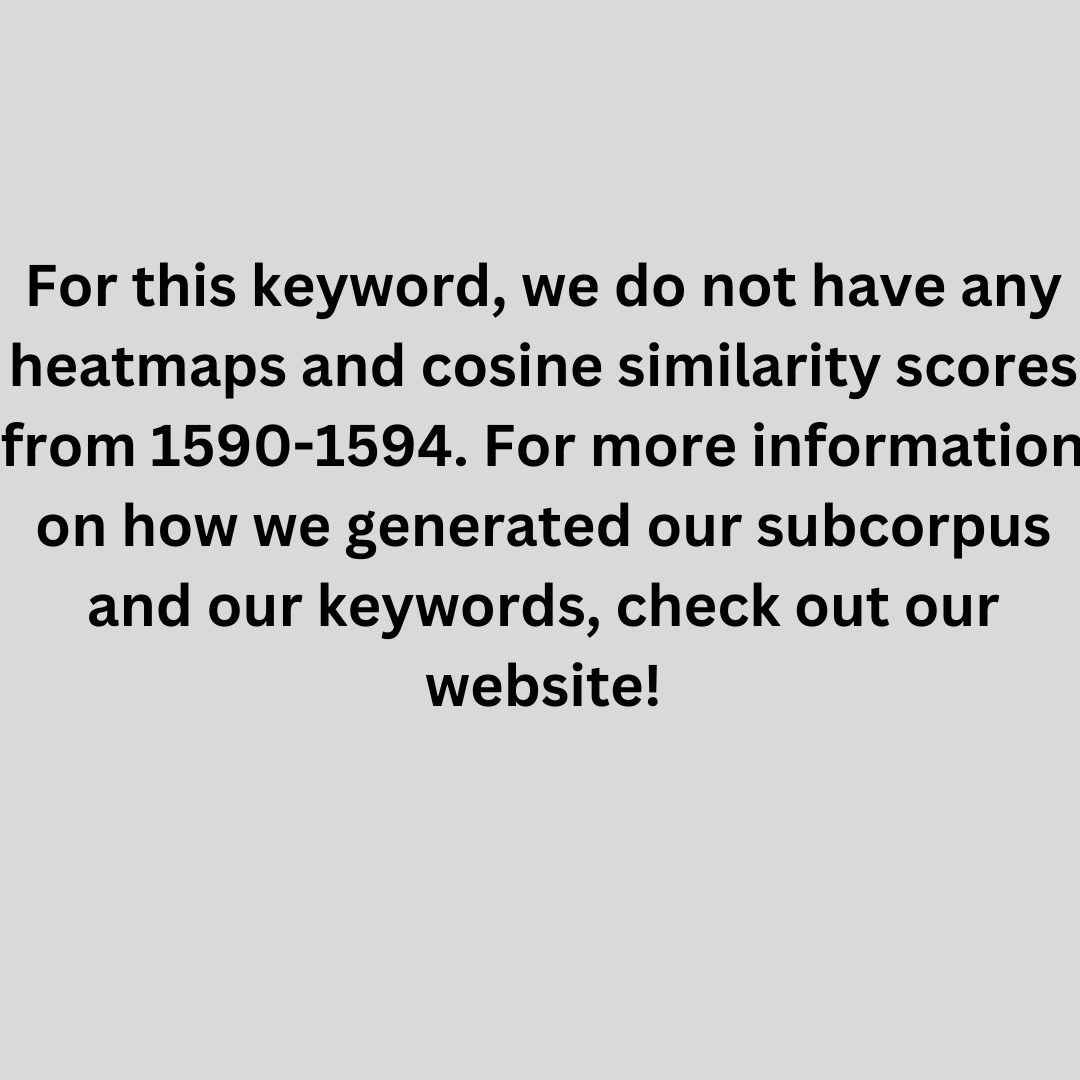 For this keyword, we do not have any
heatmaps and cosine similarity scores
from 1590-1594. For more information
on how we generated our subcorpus
and our keywords, check out our
website!